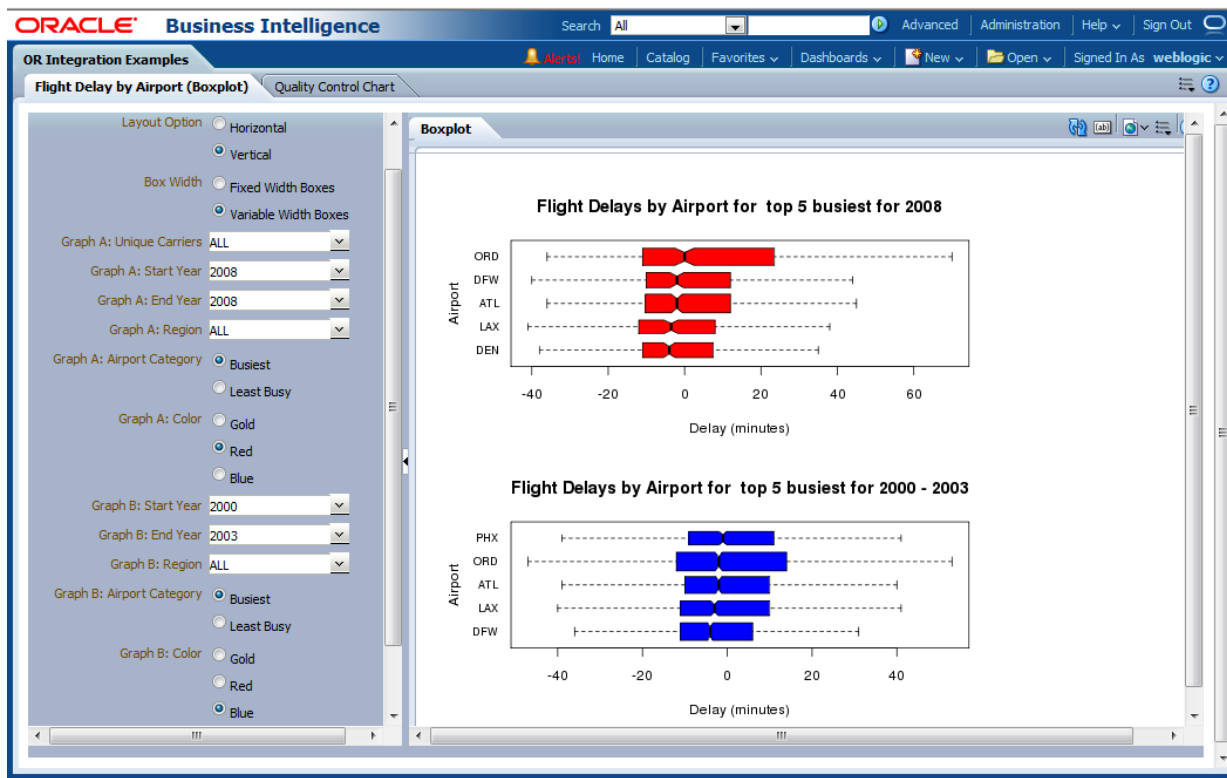 ORACLE Business Intelligence
Search All Advanced Administration Help Sign Out
OR Integration Examples
Alerts! Home Catalog Favorites Dashboards New Open Signed In As weblogic
Flight Delay by Airport (Boxplot) Quality Control Chart
Layout Option Horizontal
Vertical
Box Width Fixed Width Boxes
Variable Width Boxes
Graph A: Unique Carriers ALL
Graph A: Start Year 2008
Graph A: End Year 2008
Graph A: Region ALL
Graph A: Airport Category Busiest
Least Busy
Graph A: Color Gold
Red
Blue
Graph B: Start Year 2000
Graph B: End Year 2003
Graph B: Region ALL
Graph B: Airport Category Busiest
Least Busy
Graph B: Color Gold
Red
Blue
Boxplot
[ab]
Flight Delays by Airport for top 5 busiest for 2008
Airport
ORD
DFW
ATL
LAX
DEN
-40 -20 0 20 40 60
Delay (minutes)
Flight Delays by Airport for top 5 busiest for 2000 - 2003
Airport
PHX
ORD
ATL
LAX
DFW
-40 -20 0 20 40
Delay (minutes)